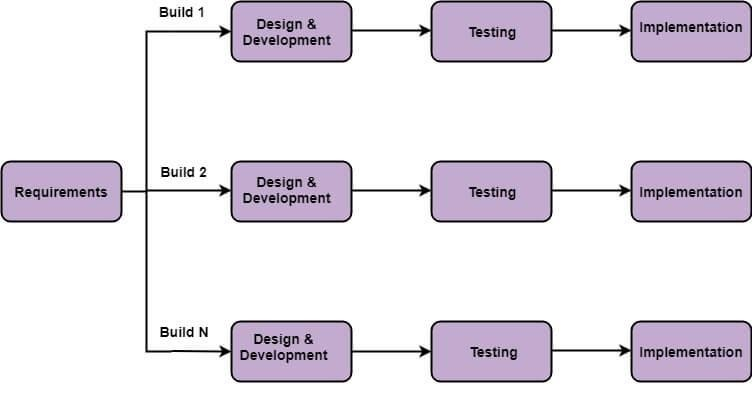 Build 1
Design &
Development
Testing
Implementation
Requirements
Build 2
Design &
Development
Testing
Implementation
Build N
Design &
Development
Testing
Implementation